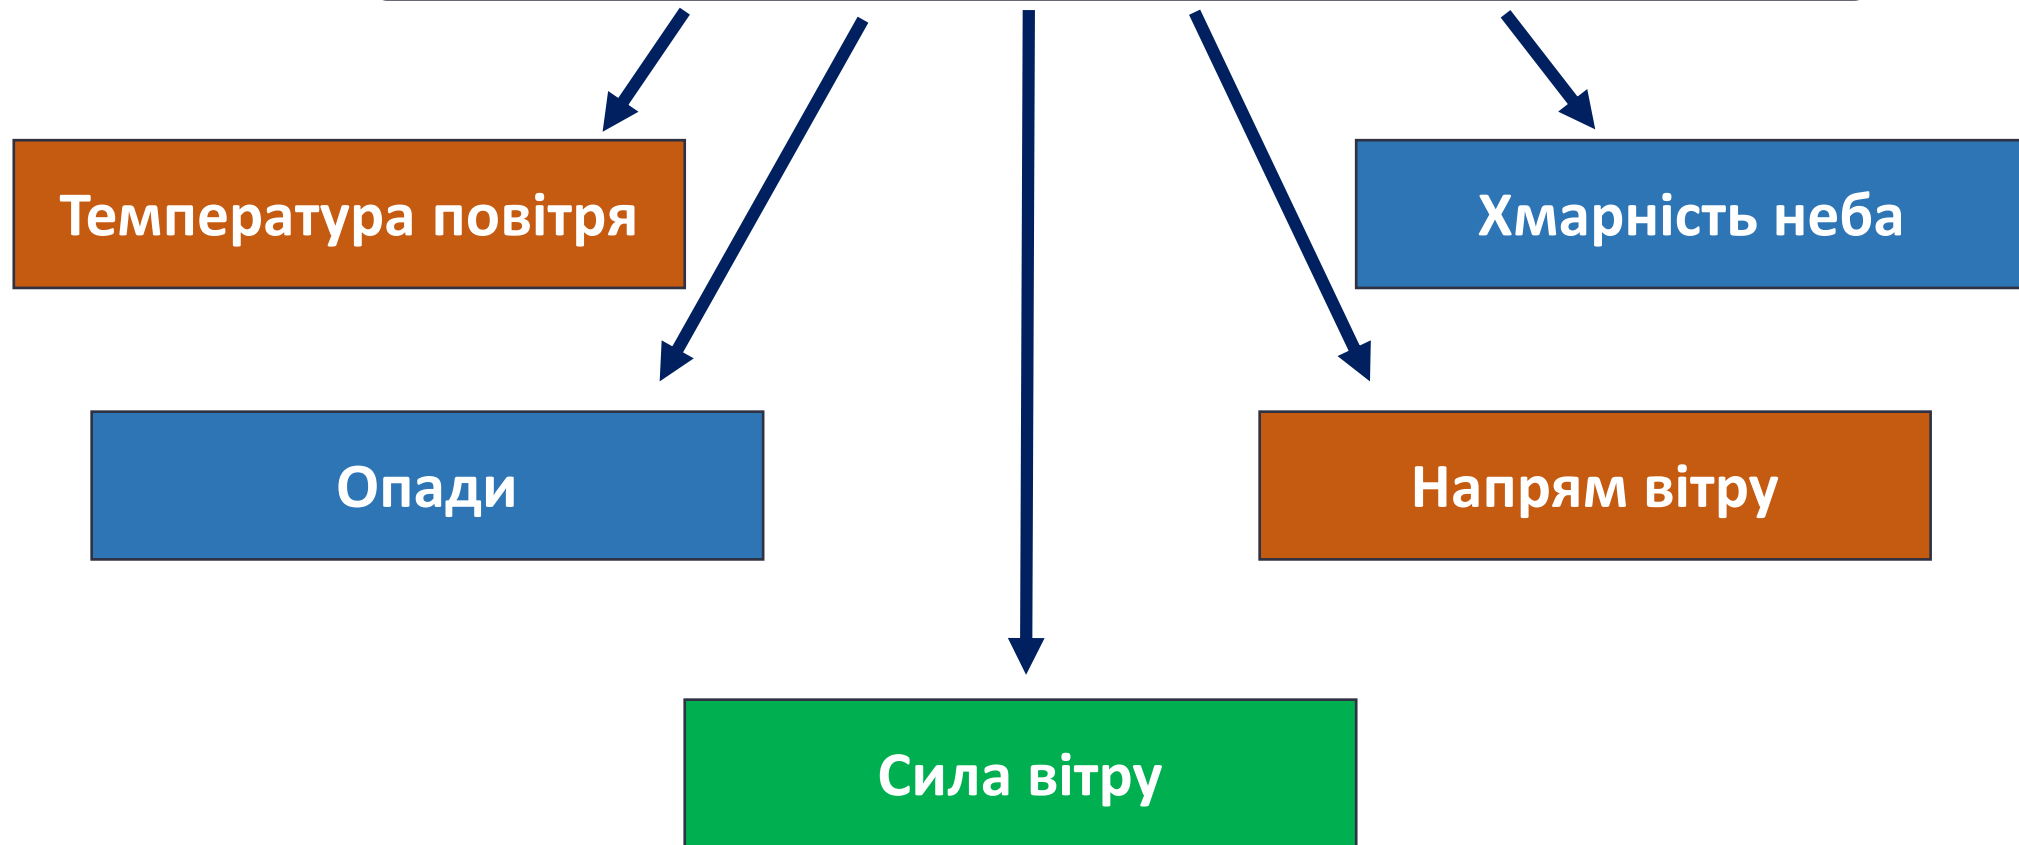 Температура повітря
Хмарність неба
Опади
Напрям вітру
Сила вітру